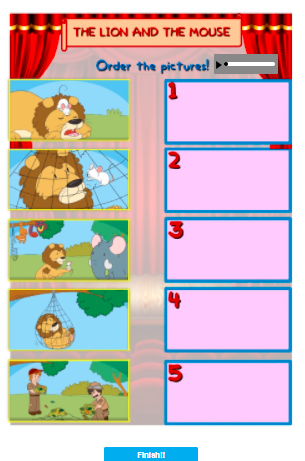 THE LION AND THE MOUSE
Order the pictures!
1
2
3
4
5
Finish!!